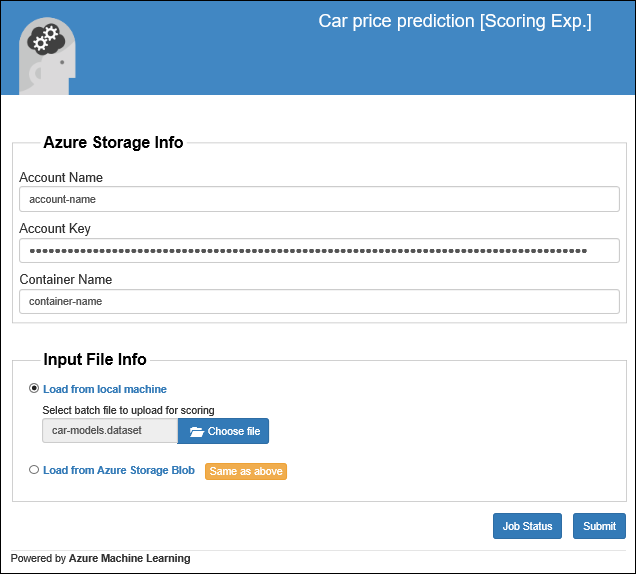 Car price prediction [Scoring Exp.]
Azure Storage Info
Account Name
account-name
Account Key
Container Name
container-name
Input File Info
Load from local machine
Select batch file to upload for scoring
car-models.dataset Choose file
Load from Azure Storage Blob Same as above
Job Status Submit
Powered by Azure Machine Learning